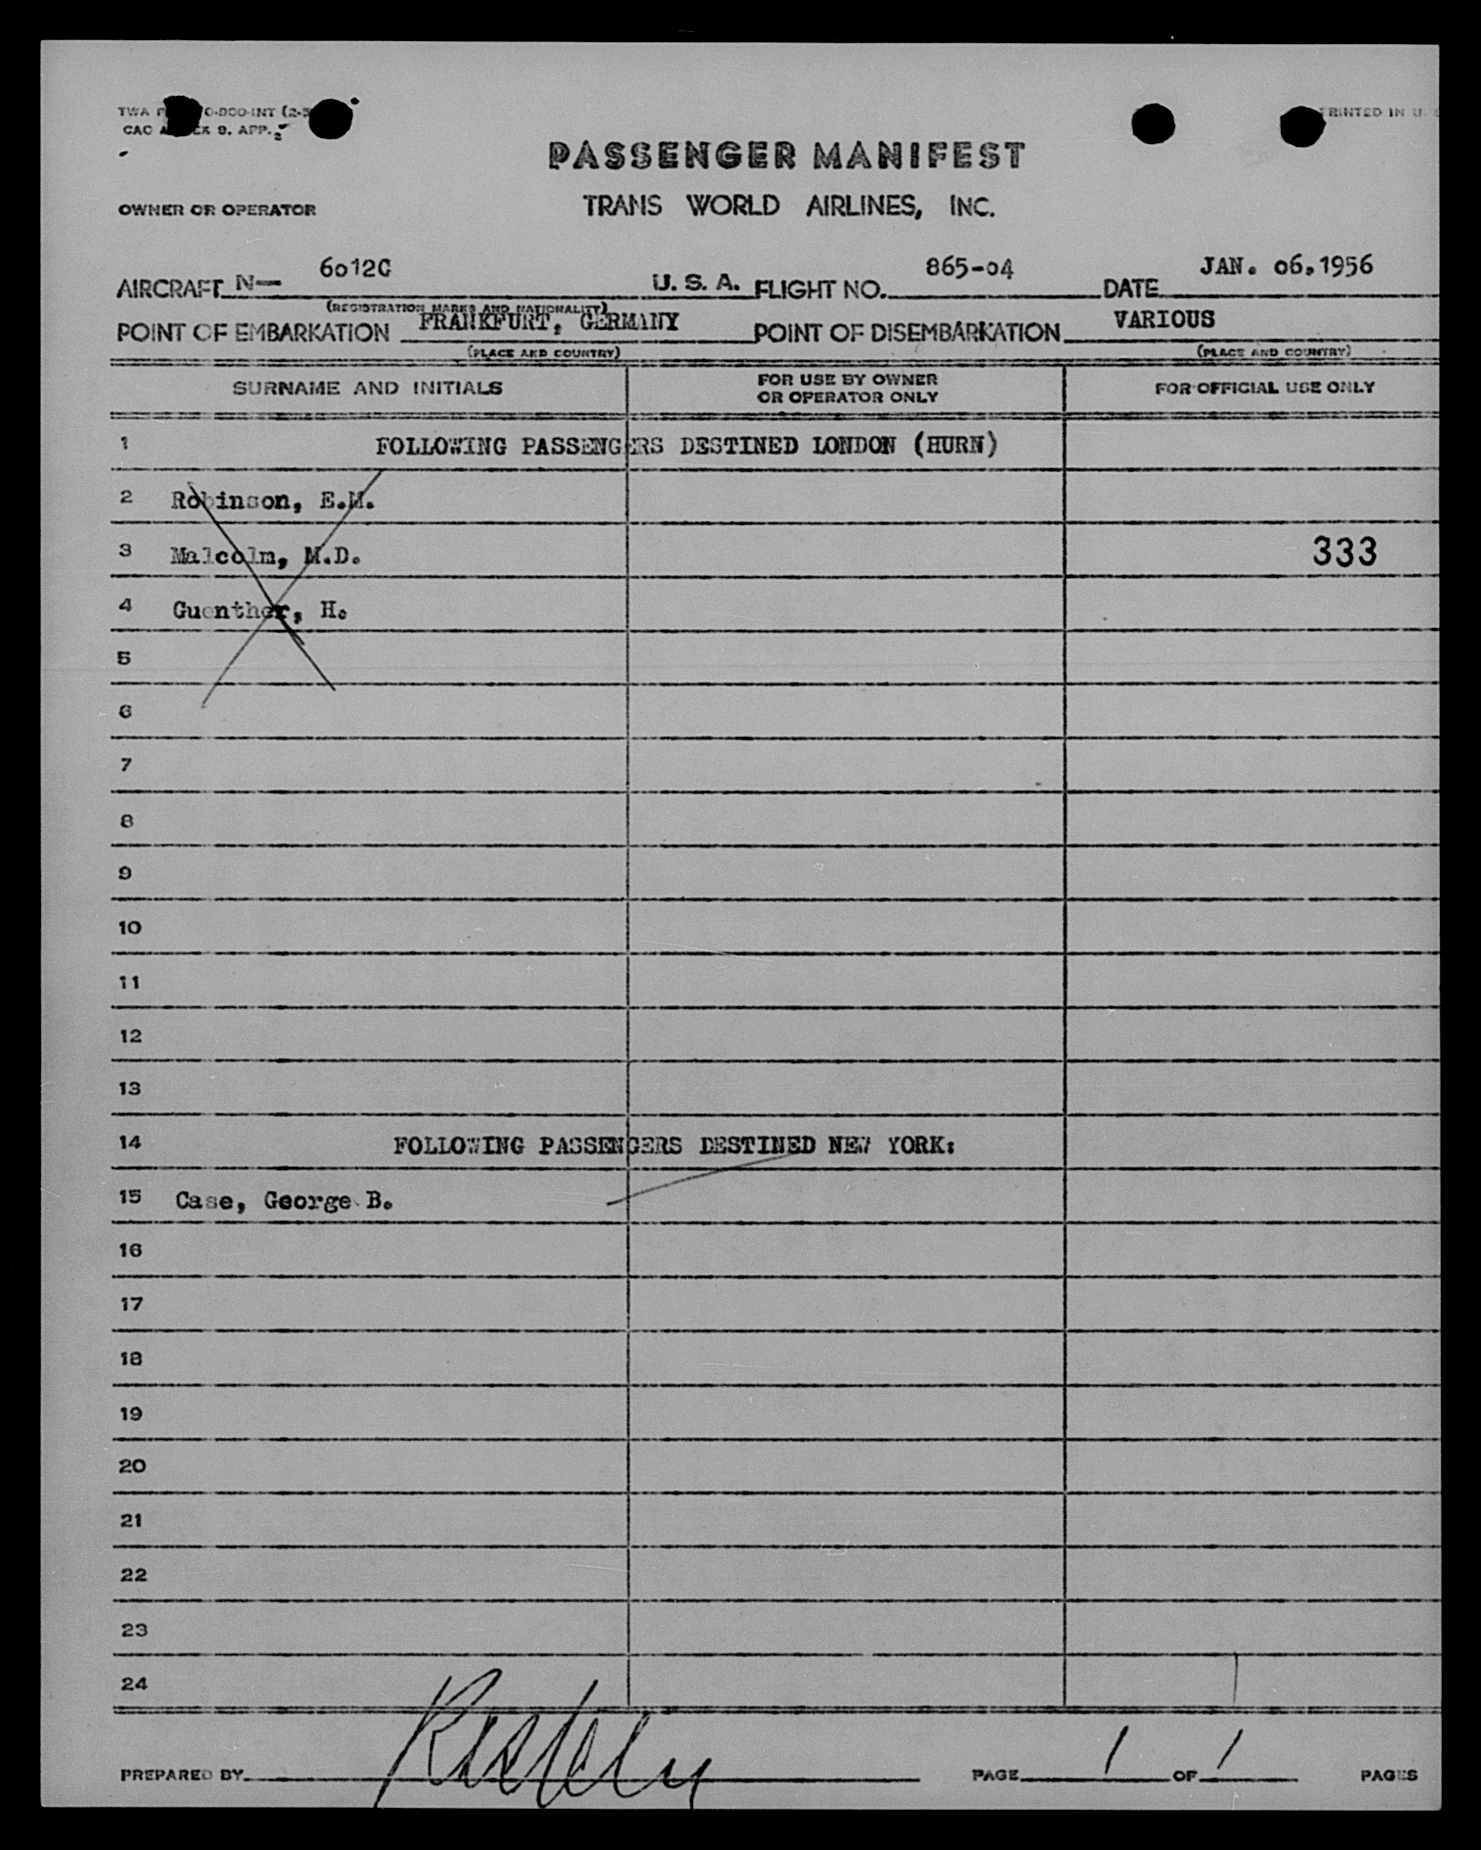 PASSENGER MANIFEST
OWNER OR OPERATOR TRANS WORLD AIRLINES, INC.
AIRCRAFT N— 6012C U. S. A. FLIGHT NO. 865-04 DATE JAN. 06,1956
(REGISTRATION MARKS AND NATIONALITY)
POINT OF EMBARKATION FRANKFURT, GERMANY POINT OF DISEMBARKATION VARIOUS
(PLACE AND COUNTRY) (PLACE AND COUNTRY)
SURNAME AND INITIALS FOR USE BY OWNER OR OPERATOR ONLY FOR OFFICIAL USE ONLY
1 FOLLOWING PASSENGERS DESTINED LONDON (HURN)
2 Robinson, E.M.
3 Malcolm, M.D. 333
4 Guenther, H.
5
6
7
8
9
10
11
12
13
14 FOLLOWING PASSENGERS DESTINED NEW YORK:
15 Case, George B.
16
17
18
19
20
21
22
23
24
PREPARED BY PAGE 1 OF 1 PAGES